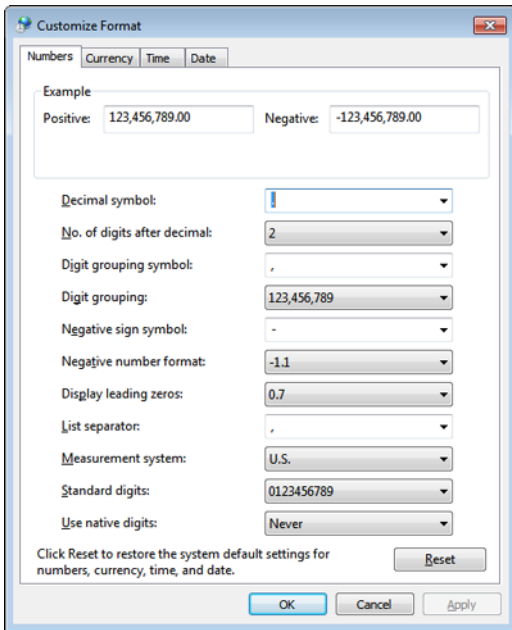 Customize Format
Numbers Currency Time Date
Example
Positive: 123,456,789.00 Negative: -123,456,789.00
Decimal symbol: .
No. of digits after decimal: 2
Digit grouping symbol: ,
Digit grouping: 123,456,789
Negative sign symbol: -
Negative number format: -1.1
Display leading zeros: 0.7
List separator: ,
Measurement system: U.S.
Standard digits: 0123456789
Use native digits: Never
Click Reset to restore the system default settings for
numbers, currency, time, and date.
Reset
OK Cancel Apply